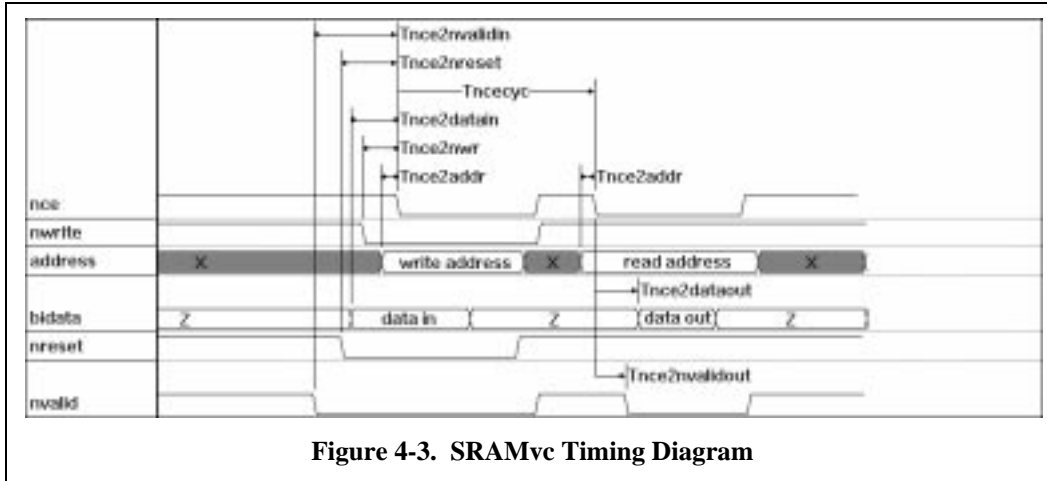 Tnce2nvalidin
Tnce2nreset
Tncecyc
Tnce2datain
Tnce2nwr
Tnce2addr Tnce2addr
nce
nwrite
address X write address X read address X
Tnce2dataout
bidata Z data in Z data out Z
nreset
Tnce2nvalidout
nvalid
Figure 4-3. SRAMvc Timing Diagram